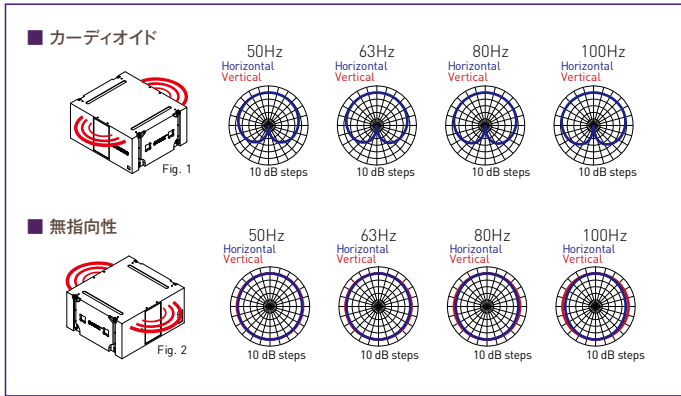 ■ カーディオイド
50Hz
63Hz
80Hz
100Hz
Horizontal
Horizontal
Horizontal
Horizontal
Vertical
Vertical
Vertical
Vertical
Fig. 1
10 dB steps
10 dB steps
10 dB steps
10 dB steps
■ 無指向性
50Hz
63Hz
80Hz
100Hz
Horizontal
Horizontal
Horizontal
Horizontal
Vertical
Vertical
Vertical
Vertical
Fig. 2
10 dB steps
10 dB steps
10 dB steps
10 dB steps